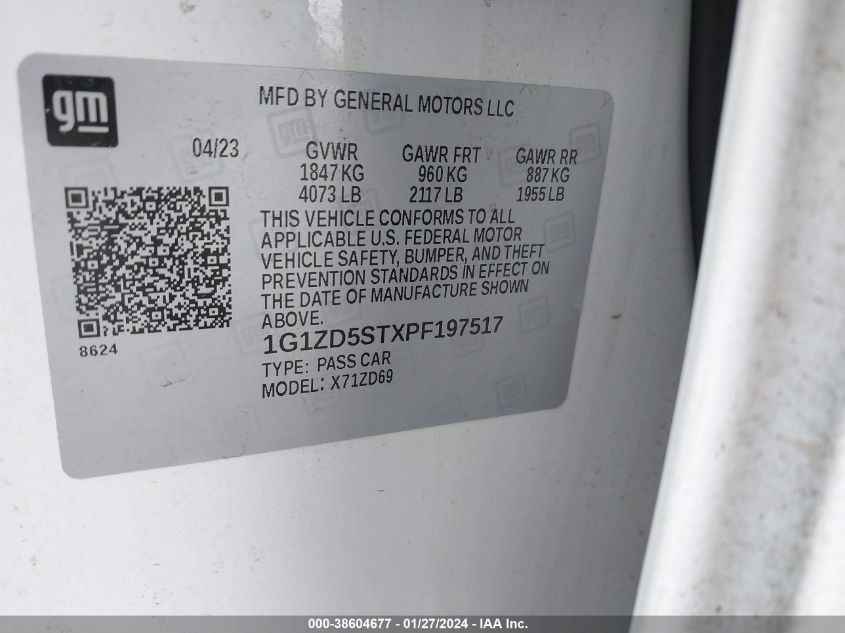 gm
MFD BY GENERAL MOTORS LLC
04/23
GVWR GAWR FRT GAWR RR
1847 KG 960 KG 887 KG
4073 LB 2117 LB 1955 LB
THIS VEHICLE CONFORMS TO ALL
APPLICABLE U.S. FEDERAL MOTOR
VEHICLE SAFETY, BUMPER, AND THEFT
PREVENTION STANDARDS IN EFFECT ON
THE DATE OF MANUFACTURE SHOWN
ABOVE.
8624
1G1ZD5STXPF197517
TYPE: PASS CAR
MODEL: X71ZD69
000-38604677 - 01/27/2024 - IAA Inc.